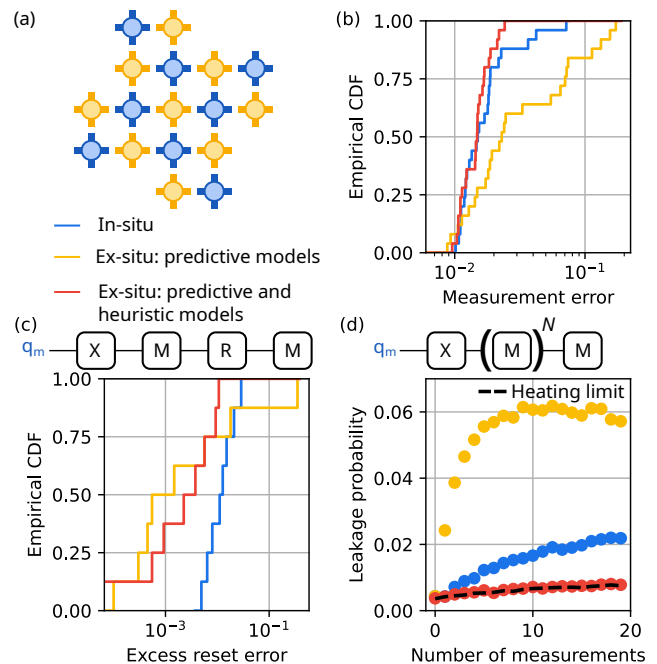 (a)
In-situ
Ex-situ: predictive models
Ex-situ: predictive and
heuristic models
(b)
Empirical CDF
1.00
0.75
0.50
0.25
0.00
10⁻²
10⁻¹
Measurement error
(c)
qₘ
X
M
R
M
Empirical CDF
1.00
0.75
0.50
0.25
0.00
10⁻³
10⁻¹
Excess reset error
(d)
qₘ
X
(M)ᴺ
M
Heating limit
Leakage probability
0.06
0.04
0.02
0.00
0
10
20
Number of measurements